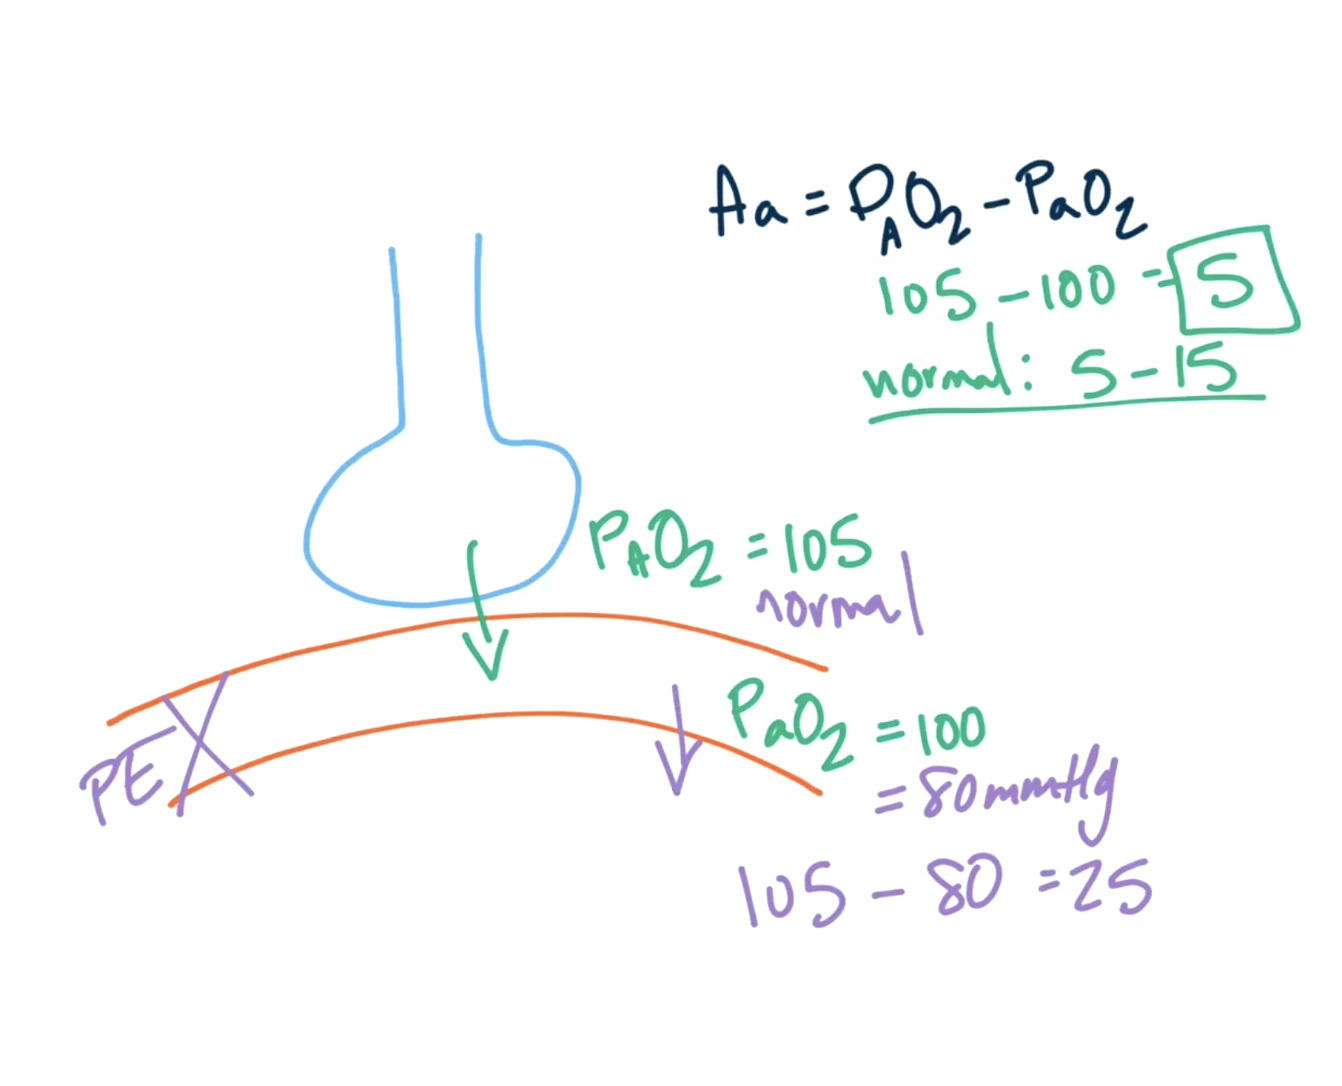 Aa = PAO2 - PaO2
105 - 100 = 5
normal: 5 - 15
PAO2 = 105
normal
PaO2 = 100
PE
= 80mmHg
105 - 80 = 25